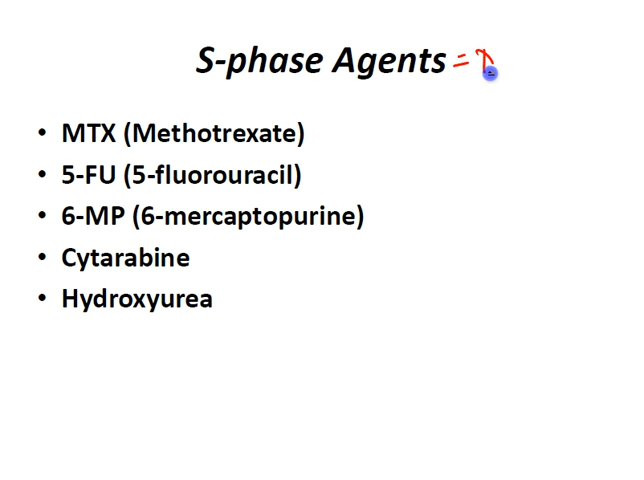 S-phase Agents =
• MTX (Methotrexate)
• 5-FU (5-fluorouracil)
• 6-MP (6-mercaptopurine)
• Cytarabine
• Hydroxyurea